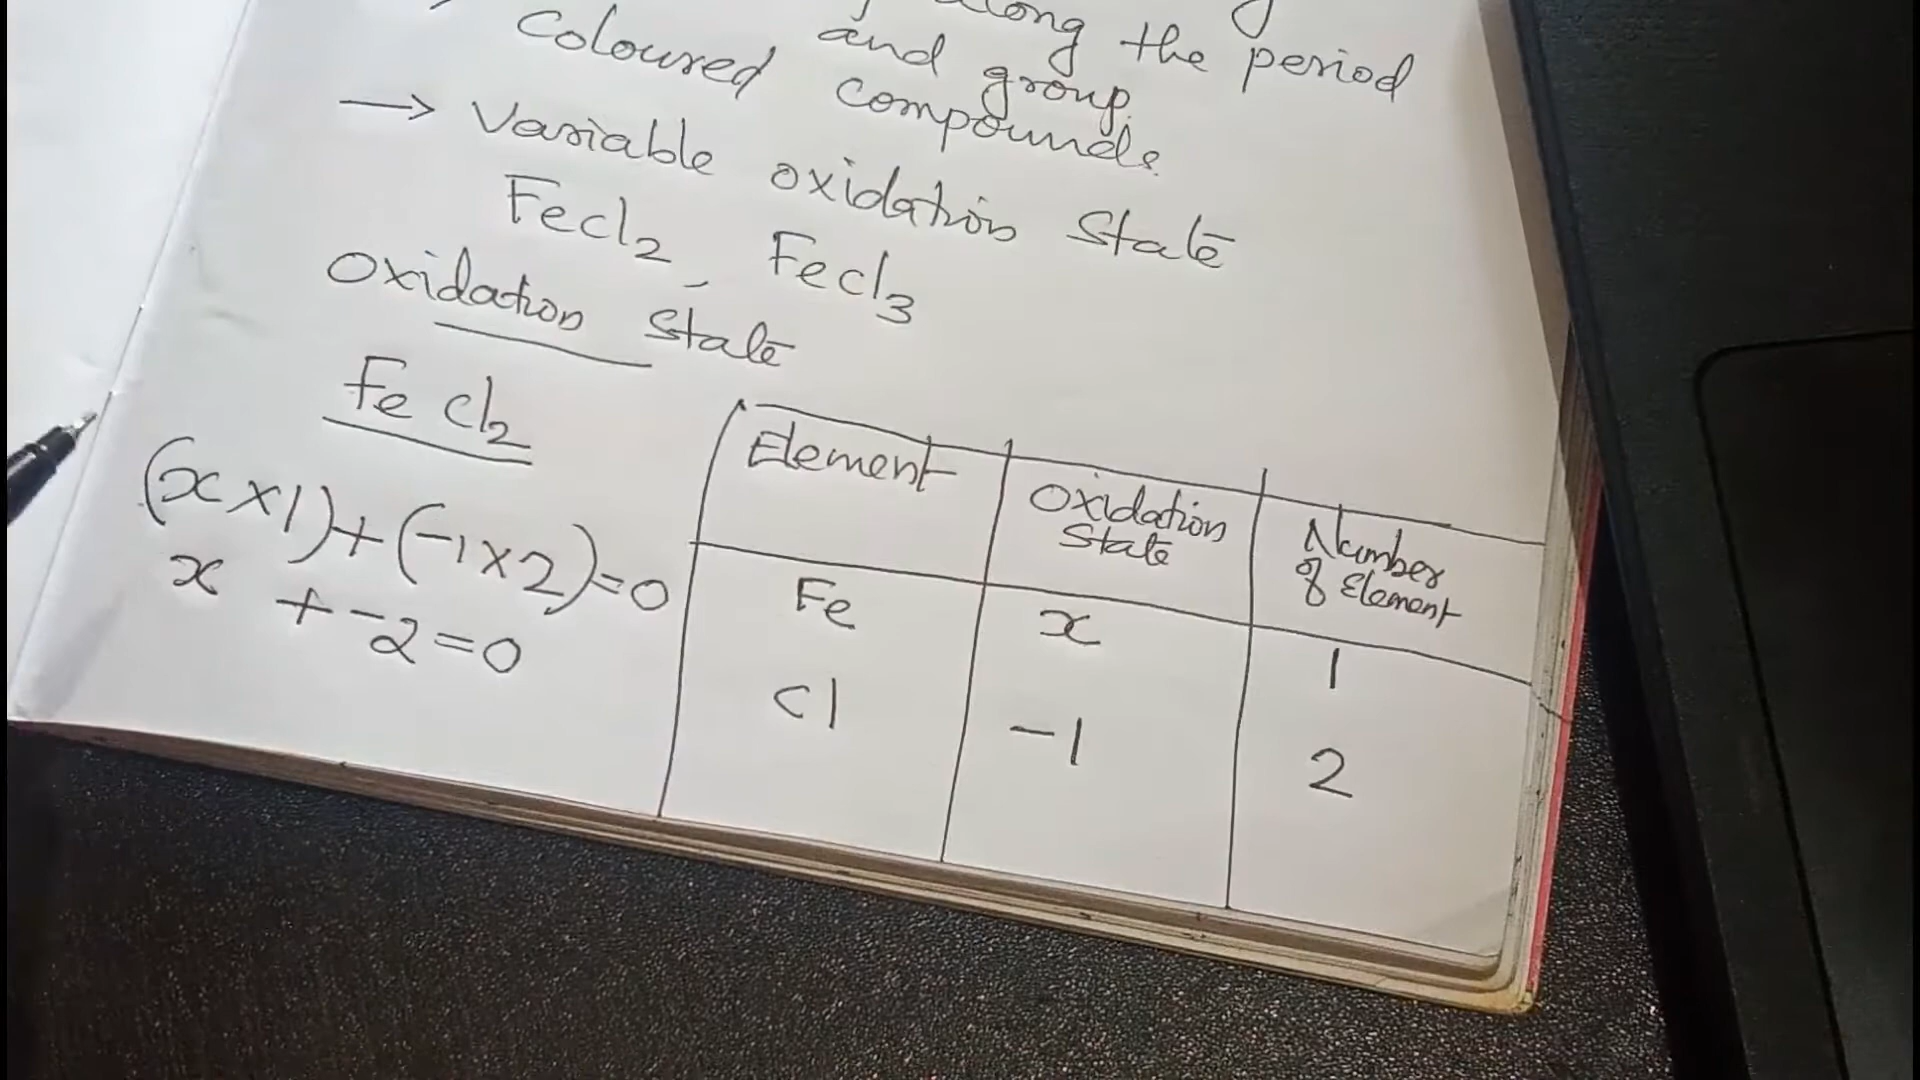 along the period
and group.
Coloured compounds.
→ Variable oxidation State
Fecl₂, Fecl₃
Oxidation State
Fe Cl₂
(x×1)+(-1×2)=0
x + -2=0
Element Oxidation State Number of Element
Fe x 1
Cl -1 2